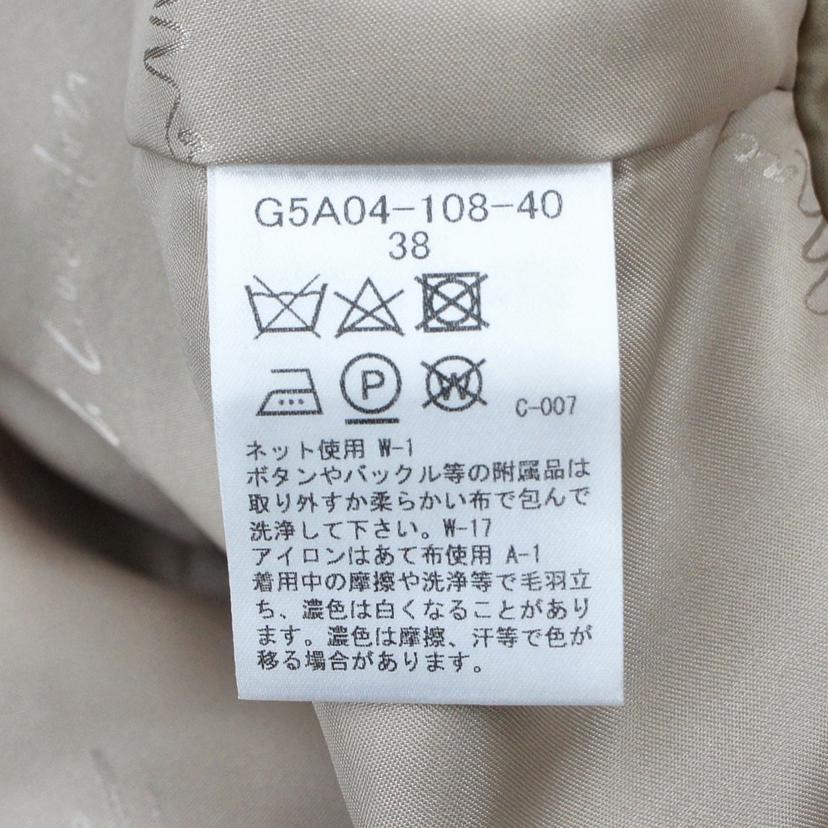 G5A04-108-40
38
P
W
C-007
ネット使用 W-1
ボタンやバックル等の附属品は
取り外すか柔らかい布で包んで
洗浄して下さい。W-17
アイロンはあて布使用 A-1
着用中の摩擦や洗浄等で毛羽立
ち、濃色は白くなることがあり
ます。濃色は摩擦、汗等で色が
移る場合があります。